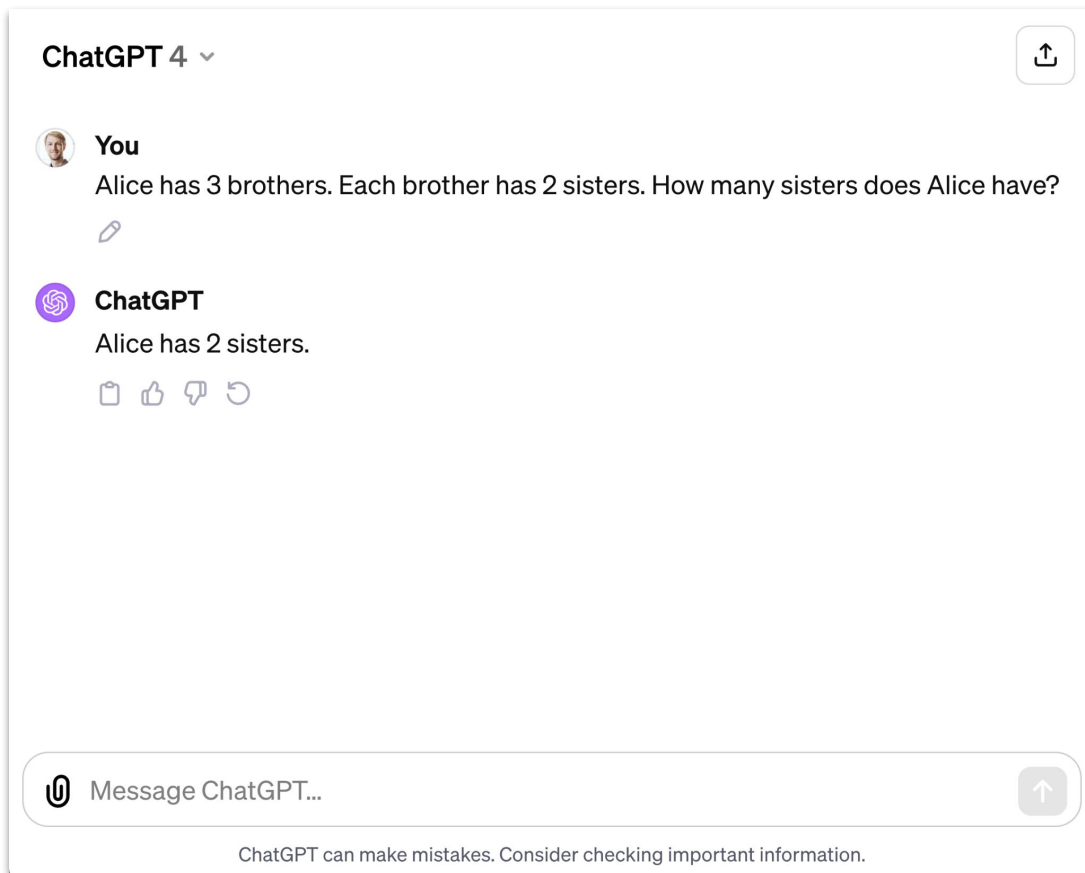 ChatGPT 4
You
Alice has 3 brothers. Each brother has 2 sisters. How many sisters does Alice have?
ChatGPT
Alice has 2 sisters.
Message ChatGPT...
ChatGPT can make mistakes. Consider checking important information.